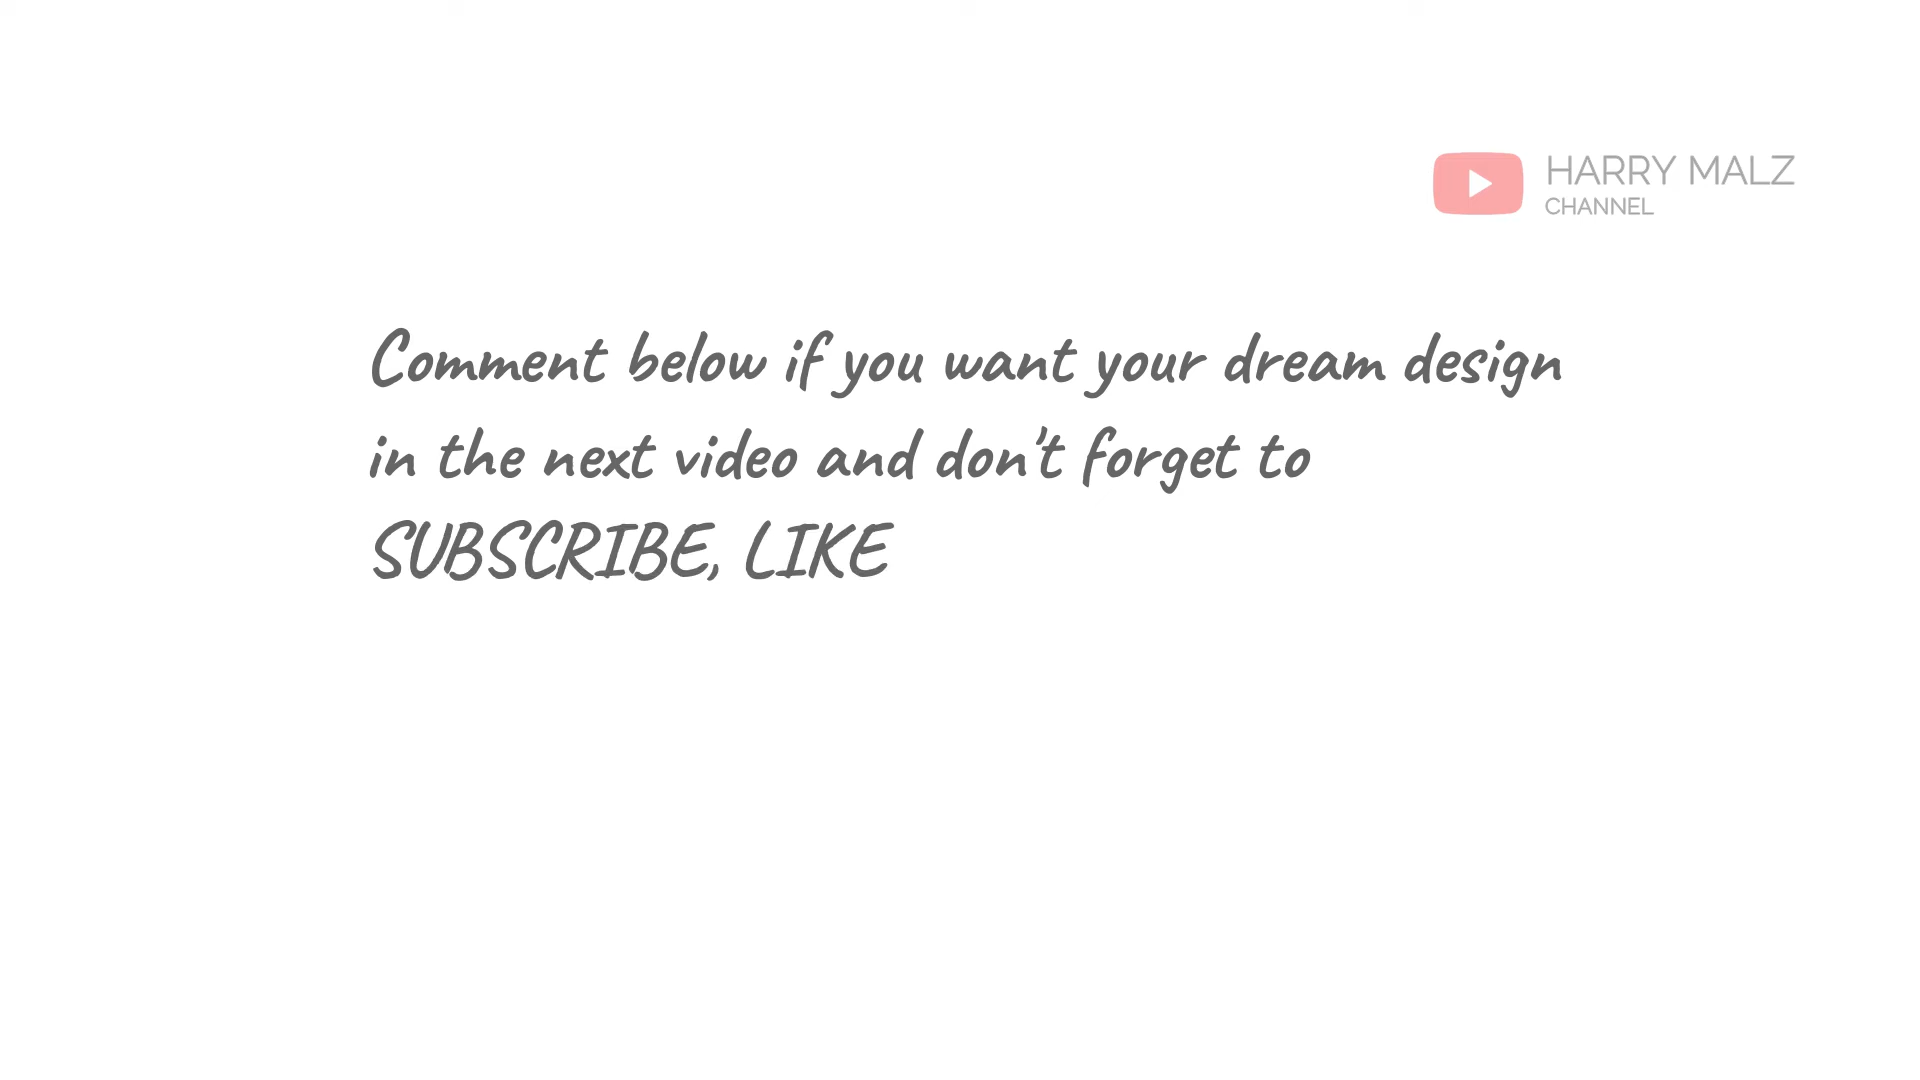 HARRY MALZ
CHANNEL
Comment below if you want your dream design
in the next video and don't forget to
SUBSCRIBE, LIKE